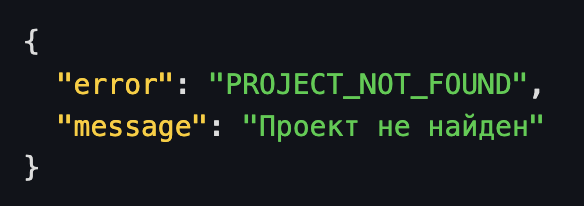 {
"error": "PROJECT_NOT_FOUND",
"message": "Проект не найден"
}